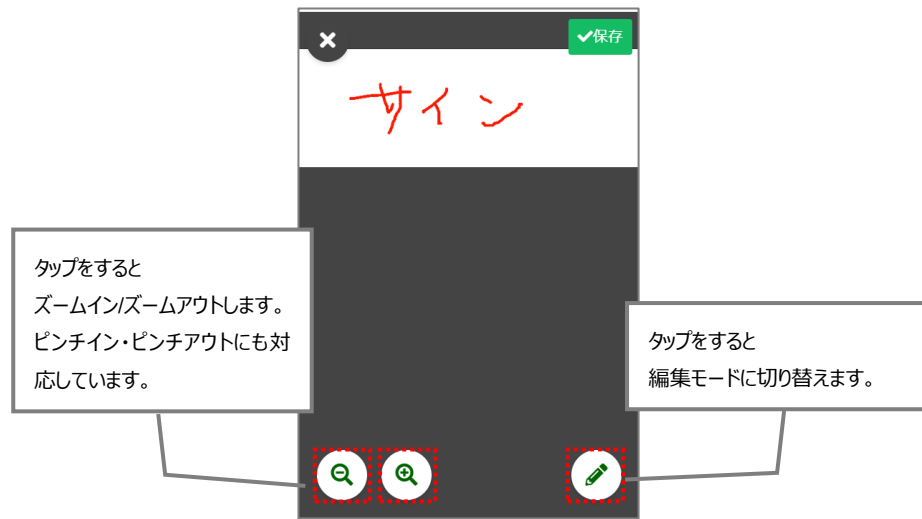 保存
サイン
タップをすると
ズームイン/ズームアウトします。
ピンチイン・ピンチアウトにも対
応しています。
タップをすると
編集モードに切り替えます。